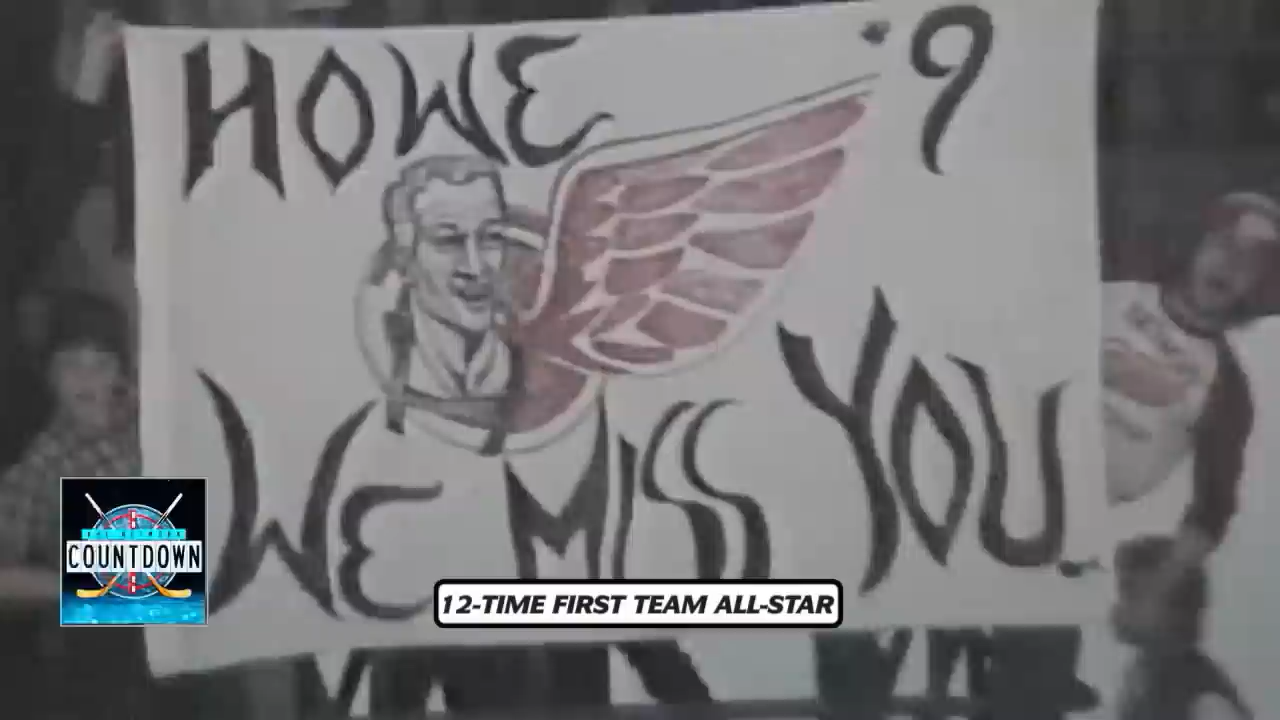 HOWE
*9
WE MISS YOU
COUNTDOWN
12-TIME FIRST TEAM ALL-STAR